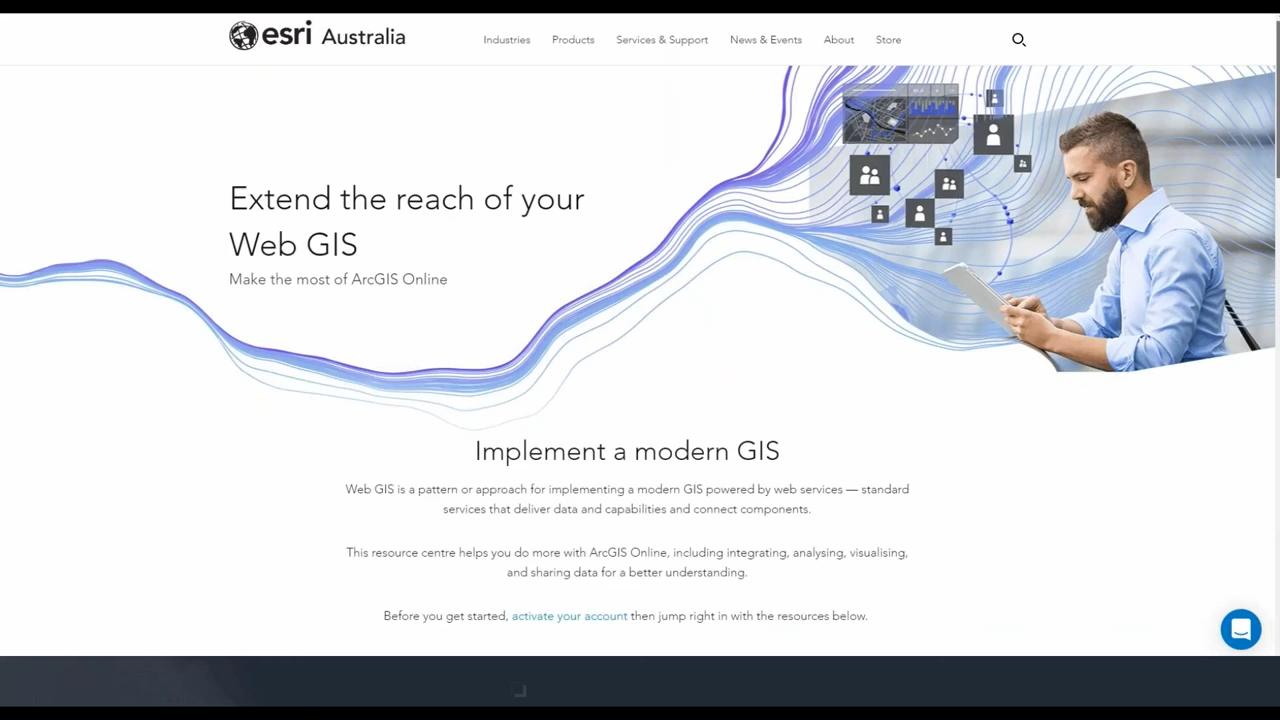 esri Australia
Industries Products Services & Support News & Events About Store
Extend the reach of your
Web GIS
Make the most of ArcGIS Online
Implement a modern GIS
Web GIS is a pattern or approach for implementing a modern GIS powered by web services — standard
services that deliver data and capabilities and connect components.
This resource centre helps you do more with ArcGIS Online, including integrating, analysing, visualising,
and sharing data for a better understanding.
Before you get started, activate your account then jump right in with the resources below.